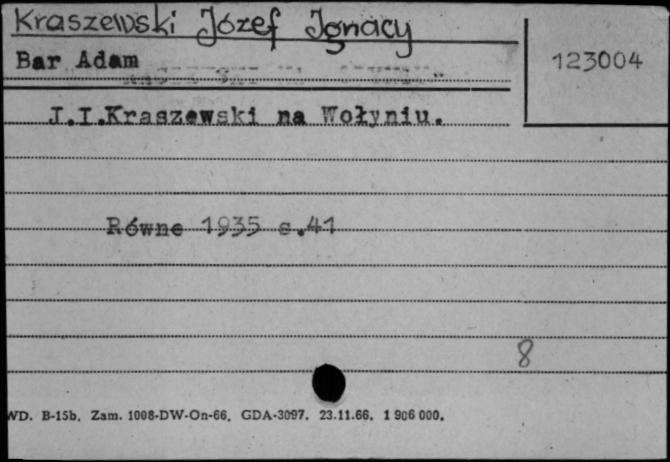 Kraszewski Józef Ignacy
Bar Adam
123004
J.I.Kraszewski na Wołyniu.
Równe 1935 s.41
8
WD. B-15b. Zam. 1008-DW-On-66. GDA-3097. 23.11.66. 1 906 000.